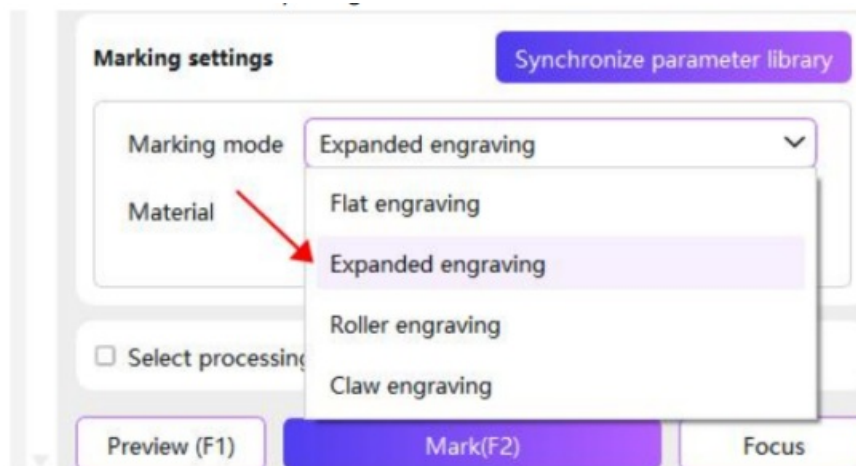 Marking settings
Synchronize parameter library
Marking mode
Expanded engraving
Material
Flat engraving
Expanded engraving
Roller engraving
Claw engraving
Select processing
Preview (F1)
Mark(F2)
Focus